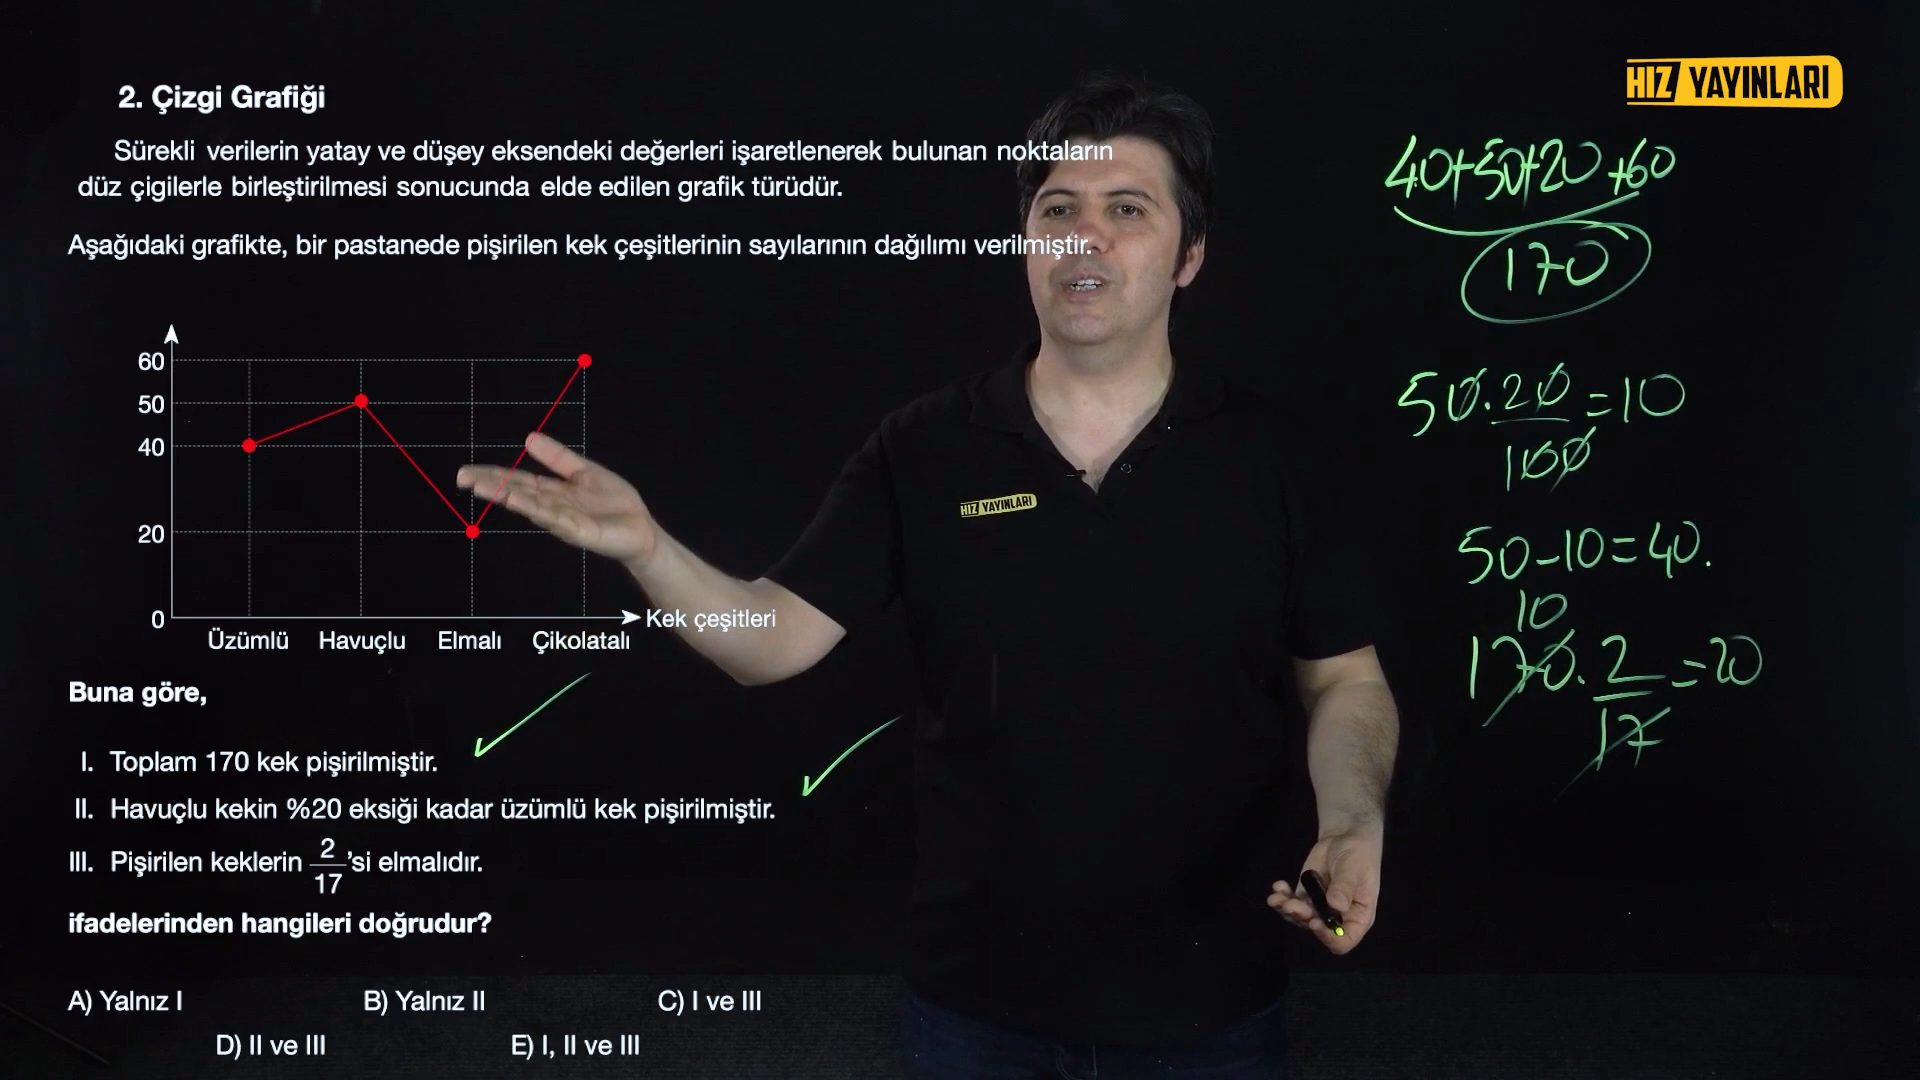 HIZ YAYINLARI
2. Çizgi Grafiği
Sürekli verilerin yatay ve düşey eksendeki değerleri işaretlenerek bulunan noktaların
düz çigilerle birleştirilmesi sonucunda elde edilen grafik türüdür.
Aşağıdaki grafikte, bir pastanede pişirilen kek çeşitlerinin sayılarının dağılımı verilmiştir.
60
50
40
20
0
Kek çeşitleri
Üzümlü Havuçlu Elmalı Çikolatalı
Buna göre,
I. Toplam 170 kek pişirilmiştir.
II. Havuçlu kekin %20 eksiği kadar üzümlü kek pişirilmiştir.
III. Pişirilen keklerin 2/17'si elmalıdır.
ifadelerinden hangileri doğrudur?
A) Yalnız I B) Yalnız II C) I ve III
D) II ve III E) I, II ve III
HIZ YAYINLARI
40+50+20+60
170
50.20/100=10
50-10=40.
10
170.2/17=20